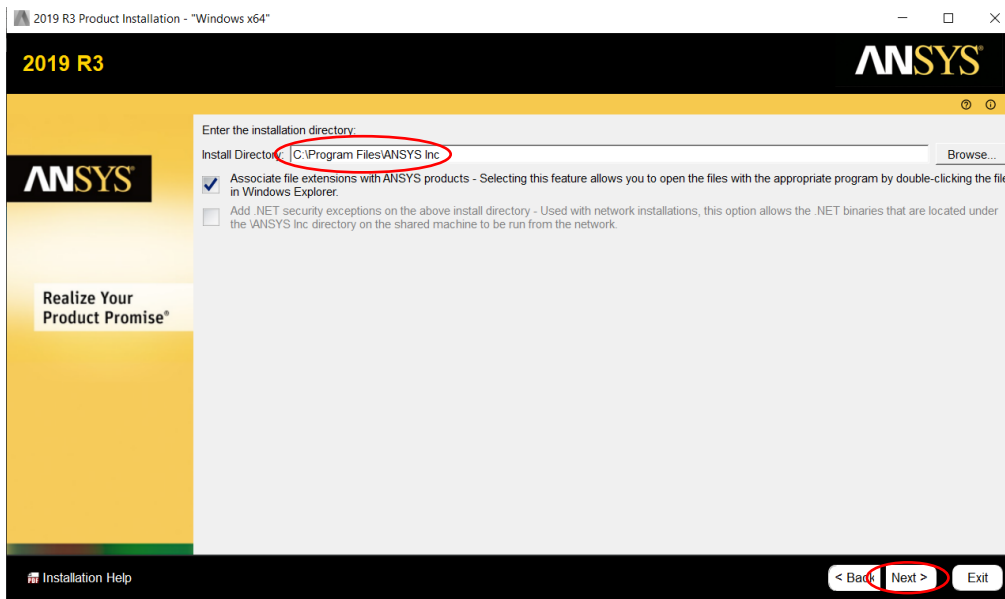 2019 R3 Product Installation - "Windows x64"
2019 R3
ANSYS®
Enter the installation directory:
Install Directory: C:\Program Files\ANSYS Inc
Browse...
ANSYS®
Associate file extensions with ANSYS products - Selecting this feature allows you to open the files with the appropriate program by double-clicking the file
in Windows Explorer.
Add .NET security exceptions on the above install directory - Used with network installations, this option allows the .NET binaries that are located under
the \ANSYS Inc directory on the shared machine to be run from the network.
Realize Your
Product Promise®
PDF Installation Help
< Back Next > Exit